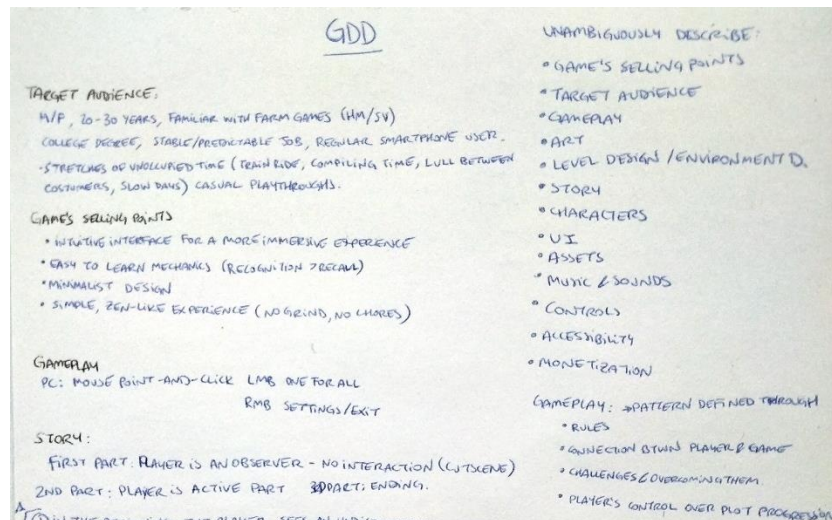 GDD
TARGET AUDIENCE:
M/F, 20-30 YEARS, FAMILIAR WITH FARM GAMES (HM/SV)
COLLEGE DEGREE, STABLE/PREDICTABLE JOB, REGULAR SMARTPHONE USER.
-STRETCHES OF UNOCCUPIED TIME (TRAIN RIDE, COMPILING TIME, LULL BETWEEN
COSTUMERS, SLOW DAYS) CASUAL PLAYTHROUGHS.
GAME'S SELLING POINTS
• INTUITIVE INTERFACE FOR A MORE IMMERSIVE EXPERIENCE
• EASY TO LEARN MECHANICS (RECOGNITION > RECALL)
• MINIMALIST DESIGN
• SIMPLE, ZEN-LIKE EXPERIENCE (NO GRIND, NO CHORES)
GAMEPLAY
PC: MOUSE POINT-AND-CLICK LMB ONE FOR ALL
RMB SETTINGS/EXIT
STORY:
FIRST PART: PLAYER IS AN OBSERVER - NO INTERACTION (CUTSCENE)
2ND PART: PLAYER IS ACTIVE PART 3D PART: ENDING.
THE PLAYER SEES AN
UNAMBIGUOUSLY DESCRIBE:
• GAME'S SELLING POINTS
• TARGET AUDIENCE
• GAMEPLAY
• ART
• LEVEL DESIGN / ENVIRONMENT D.
• STORY
• CHARACTERS
• UI
• ASSETS
• MUSIC & SOUNDS
• CONTROLS
• ACCESSIBILITY
• MONETIZATION
GAMEPLAY: → PATTERN DEFINED THROUGH
• RULES
• CONNECTION BTWN PLAYER & GAME
• CHALLENGES & OVERCOMING THEM
• PLAYER'S CONTROL OVER PLOT PROGRESSION